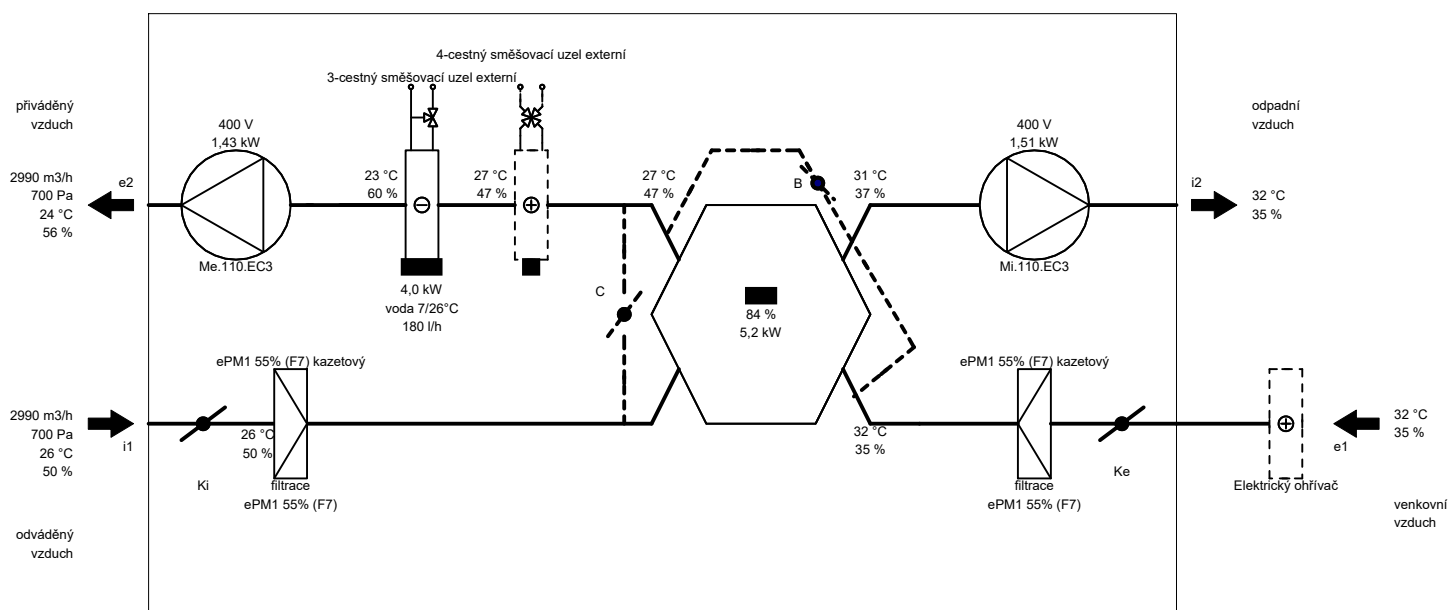 4-cestný směšovací uzel externí
3-cestný směšovací uzel externí
přiváděný
vzduch
odpadní
vzduch
400 V
1,43 kW
400 V
1,51 kW
2990 m3/h
700 Pa
24 °C
56 %
e2
23 °C
60 %
27 °C
47 %
27 °C
47 %
B
31 °C
37 %
i2
32 °C
35 %
Me.110.EC3
Mi.110.EC3
4,0 kW
voda 7/26°C
180 l/h
C
84 %
5,2 kW
ePM1 55% (F7) kazetový
ePM1 55% (F7) kazetový
2990 m3/h
700 Pa
26 °C
50 %
i1
26 °C
50 %
32 °C
35 %
32 °C
35 %
e1
Ki
filtrace
ePM1 55% (F7)
filtrace
ePM1 55% (F7)
Ke
Elektrický ohřívač
odváděný
vzduch
venkovní
vzduch